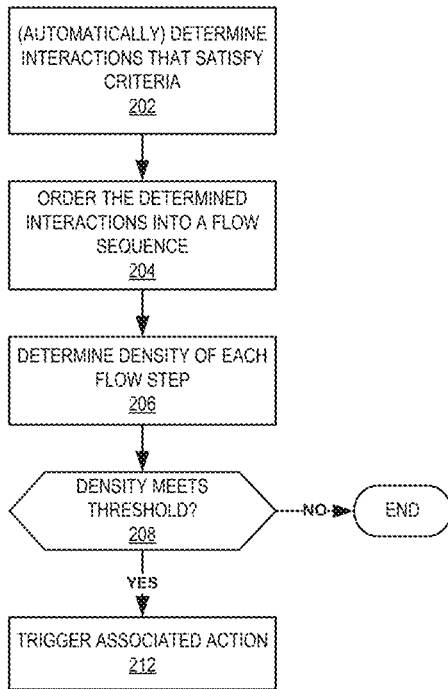 (AUTOMATICALLY) DETERMINE
INTERACTIONS THAT SATISFY
CRITERIA
202
ORDER THE DETERMINED
INTERACTIONS INTO A FLOW
SEQUENCE
204
DETERMINE DENSITY OF EACH
FLOW STEP
206
DENSITY MEETS
THRESHOLD?
208
NO
END
YES
TRIGGER ASSOCIATED ACTION
212